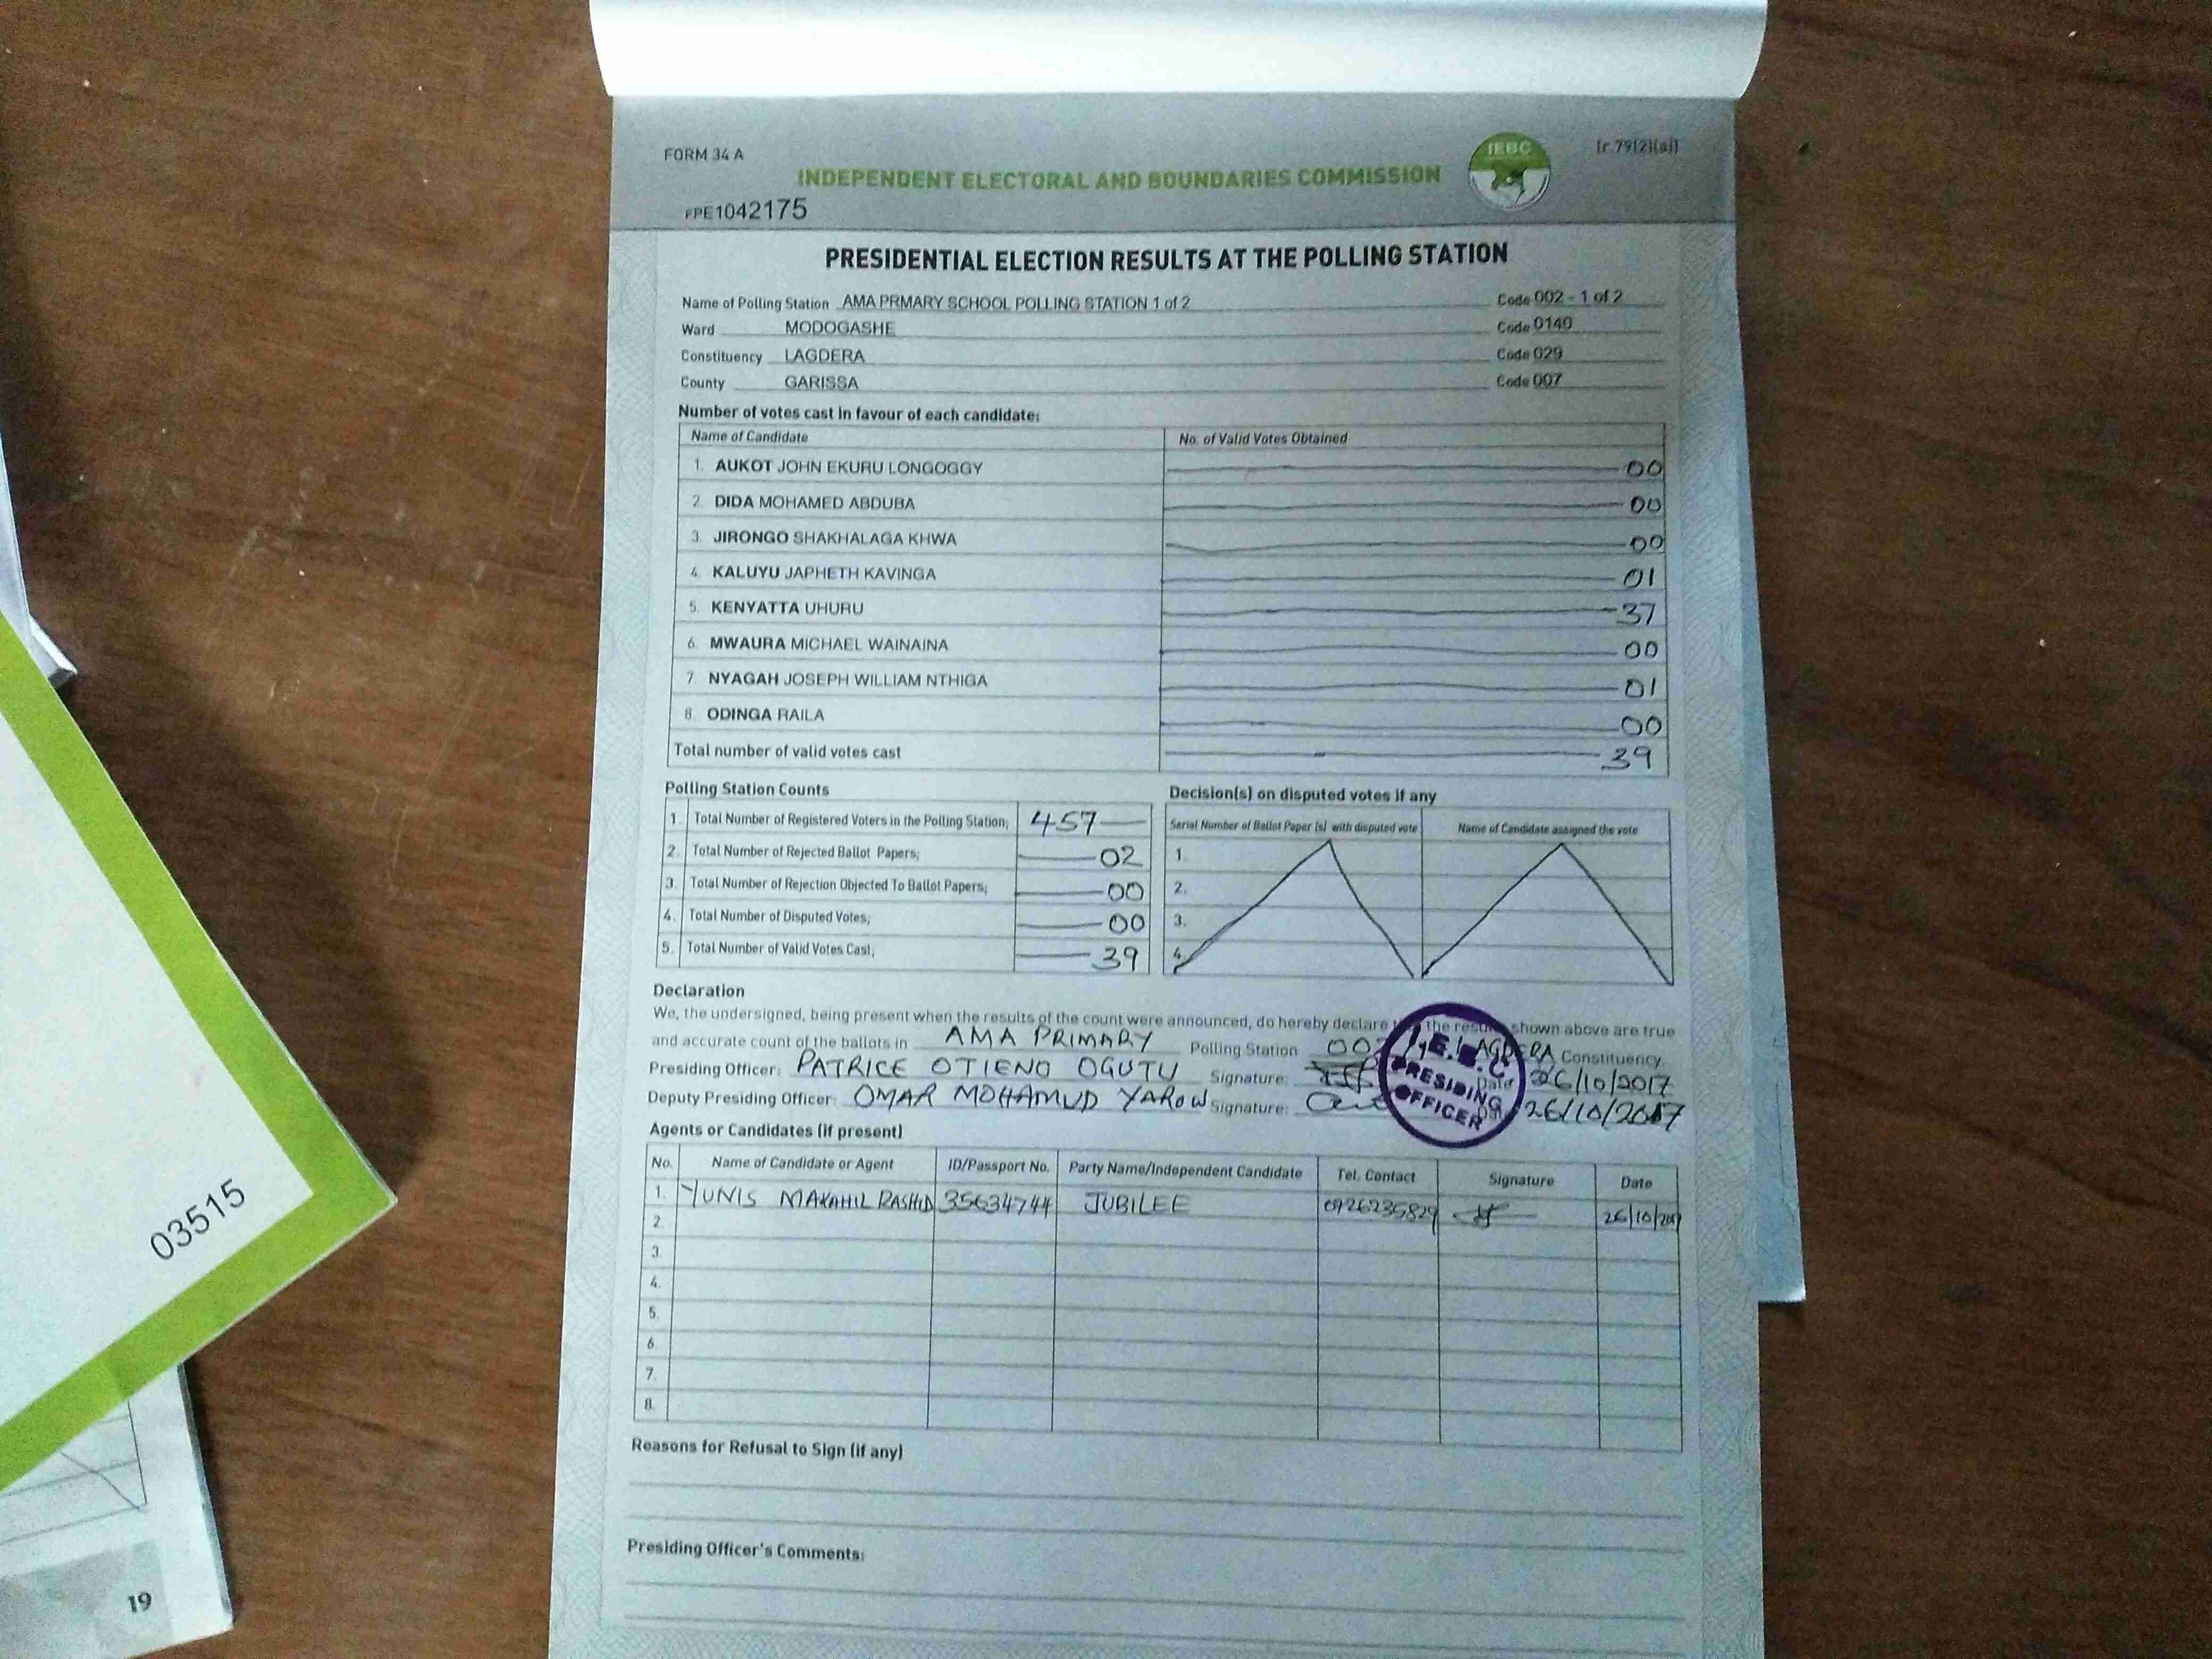 FORM 34 A
INDEPENDENT ELECTORAL AND BOUNDARIES COMMISSION
IEBC
FPE1042175
PRESIDENTIAL ELECTION RESULTS AT THE POLLING STATION
Name of Polling Station AMA PRMARY SCHOOL POLLING STATION 1 of 2 Code 002 - 1 of 2
Ward MODOGASHE Code 0140
Constituency LAGDERA Code 029
County GARISSA Code 007
Number of votes cast in favour of each candidate:
Name of Candidate No. of Valid Votes Obtained
1. AUKOT JOHN EKURU LONGOGGY 00
2. DIDA MOHAMED ABDUBA 00
3. JIRONGO SHAKHALAGA KHWA 00
4. KALUYU JAPHETH KAVINGA 01
5. KENYATTA UHURU 37
6. MWAURA MICHAEL WAINAINA 00
7. NYAGAH JOSEPH WILLIAM NTHIGA 01
8. ODINGA RAILA 00
Total number of valid votes cast 39
Polling Station Counts
1. Total Number of Registered Voters in the Polling Station; 457
2. Total Number of Rejected Ballot Papers; 02
3. Total Number of Rejection Objected To Ballot Papers; 00
4. Total Number of Disputed Votes; 00
5. Total Number of Valid Votes Cast; 39
Decision(s) on disputed votes if any
Serial Number of Ballot Paper (s) with disputed vote Name of Candidate assigned the vote
1.
2.
3.
4.
Declaration
We, the undersigned, being present when the results of the count were announced, do hereby declare the shown above are true
and accurate count of the ballots in AMA PRIMARY Polling Station Constituency.
Presiding Officer: PATRICE OTIENO OGUTU Signature: Date 26/10/2017
Deputy Presiding Officer: OMAR MOHAMUD YAROW Signature: 26/10/2017
I.E.B.C
PRESIDING
OFFICER
Agents or Candidates (if present)
No. Name of Candidate or Agent ID/Passport No. Party Name/Independent Candidate Tel. Contact Signature Date
1. YUNIS MAKAHIL RASHID 35634744 JUBILEE 0726235829 26/10/2017
2.
3.
4.
5.
6.
7.
8.
Reasons for Refusal to Sign (if any)
Presiding Officer's Comments:
03515
19